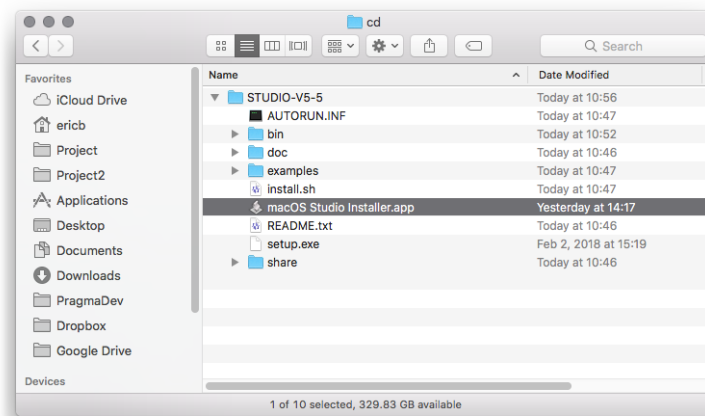 cd
Search
Favorites
iCloud Drive
ericb
Project
Project2
Applications
Desktop
Documents
Downloads
PragmaDev
Dropbox
Google Drive
Devices
Name Date Modified
STUDIO-V5-5 Today at 10:56
AUTORUN.INF Today at 10:47
bin Today at 10:52
doc Today at 10:46
examples Today at 10:47
install.sh Today at 10:47
macOS Studio Installer.app Yesterday at 14:17
README.txt Today at 10:46
setup.exe Feb 2, 2018 at 15:19
share Today at 10:46
1 of 10 selected, 329.83 GB available